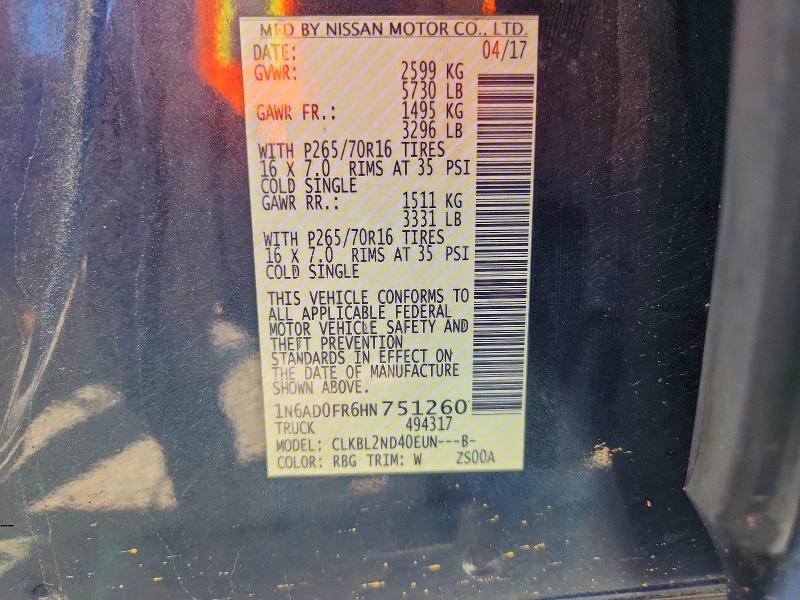 MFD BY NISSAN MOTOR CO., LTD.
DATE: 04/17
GVWR: 2599 KG
5730 LB
GAWR FR.: 1495 KG
3296 LB
WITH P265/70R16 TIRES
16 X 7.0 RIMS AT 35 PSI
COLD SINGLE
GAWR RR.: 1511 KG
3331 LB
WITH P265/70R16 TIRES
16 X 7.0 RIMS AT 35 PSI
COLD SINGLE
THIS VEHICLE CONFORMS TO
ALL APPLICABLE FEDERAL
MOTOR VEHICLE SAFETY AND
THEFT PREVENTION
STANDARDS IN EFFECT ON
THE DATE OF MANUFACTURE
SHOWN ABOVE.
1N6AD0FR6HN751260
TRUCK 494317
MODEL: CLKBL2ND40EUN---B-
COLOR: RBG TRIM: W ZS00A